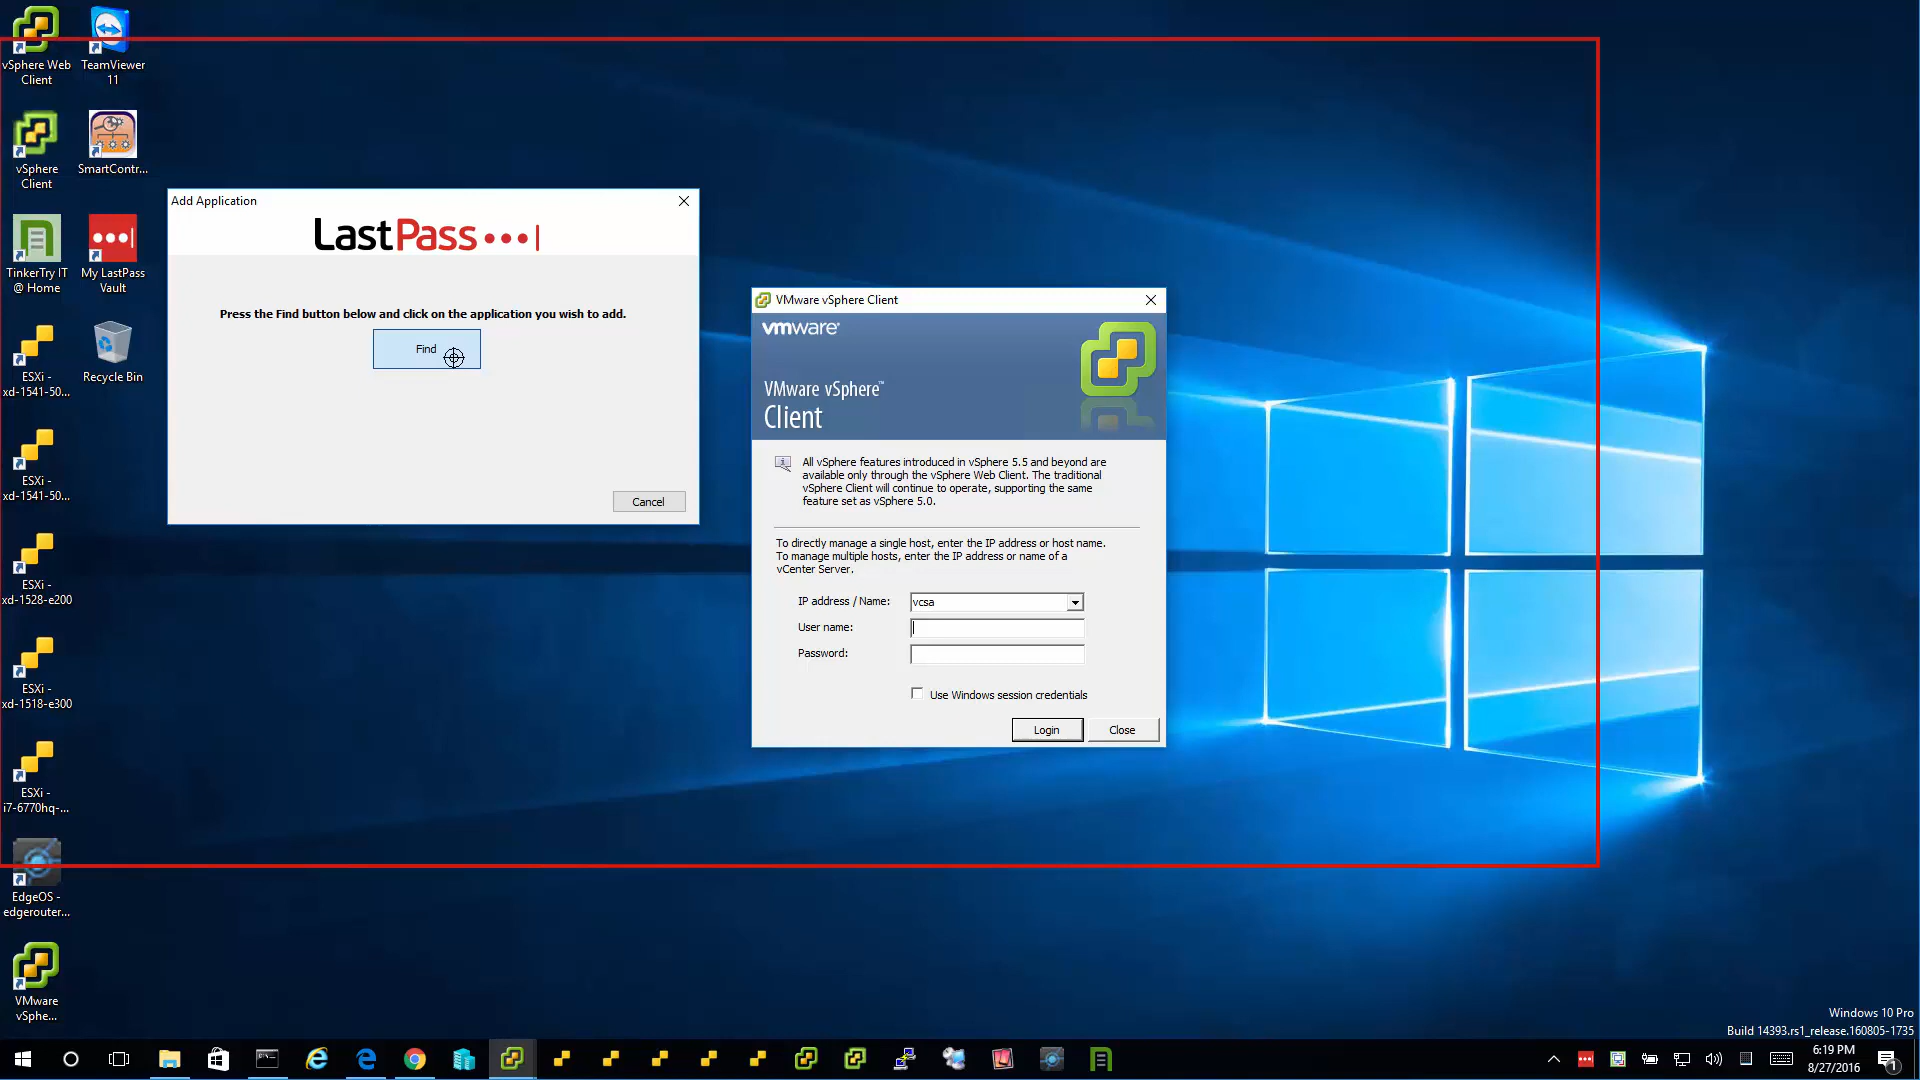 vSphere Web
Client
TeamViewer
11
vSphere
Client
SmartContr...
TinkerTry IT
@ Home
My LastPass
Vault
ESXi -
xd-1541-50...
Recycle Bin
ESXi -
xd-1541-50...
ESXi -
xd-1528-e200
ESXi -
xd-1518-e300
ESXi -
i7-6770hq-...
EdgeOS -
edgerouter...
VMware
vSphe...
Add Application
LastPass
Press the Find button below and click on the application you wish to add.
Find
Cancel
VMware vSphere Client
vmware®
VMware vSphere™
Client
All vSphere features introduced in vSphere 5.5 and beyond are
available only through the vSphere Web Client. The traditional
vSphere Client will continue to operate, supporting the same
feature set as vSphere 5.0.
To directly manage a single host, enter the IP address or host name.
To manage multiple hosts, enter the IP address or name of a
vCenter Server.
IP address / Name:
vcsa
User name:
Password:
Use Windows session credentials
Login
Close
Windows 10 Pro
Build 14393.rs1_release.160805-1735
6:19 PM
8/27/2016
1